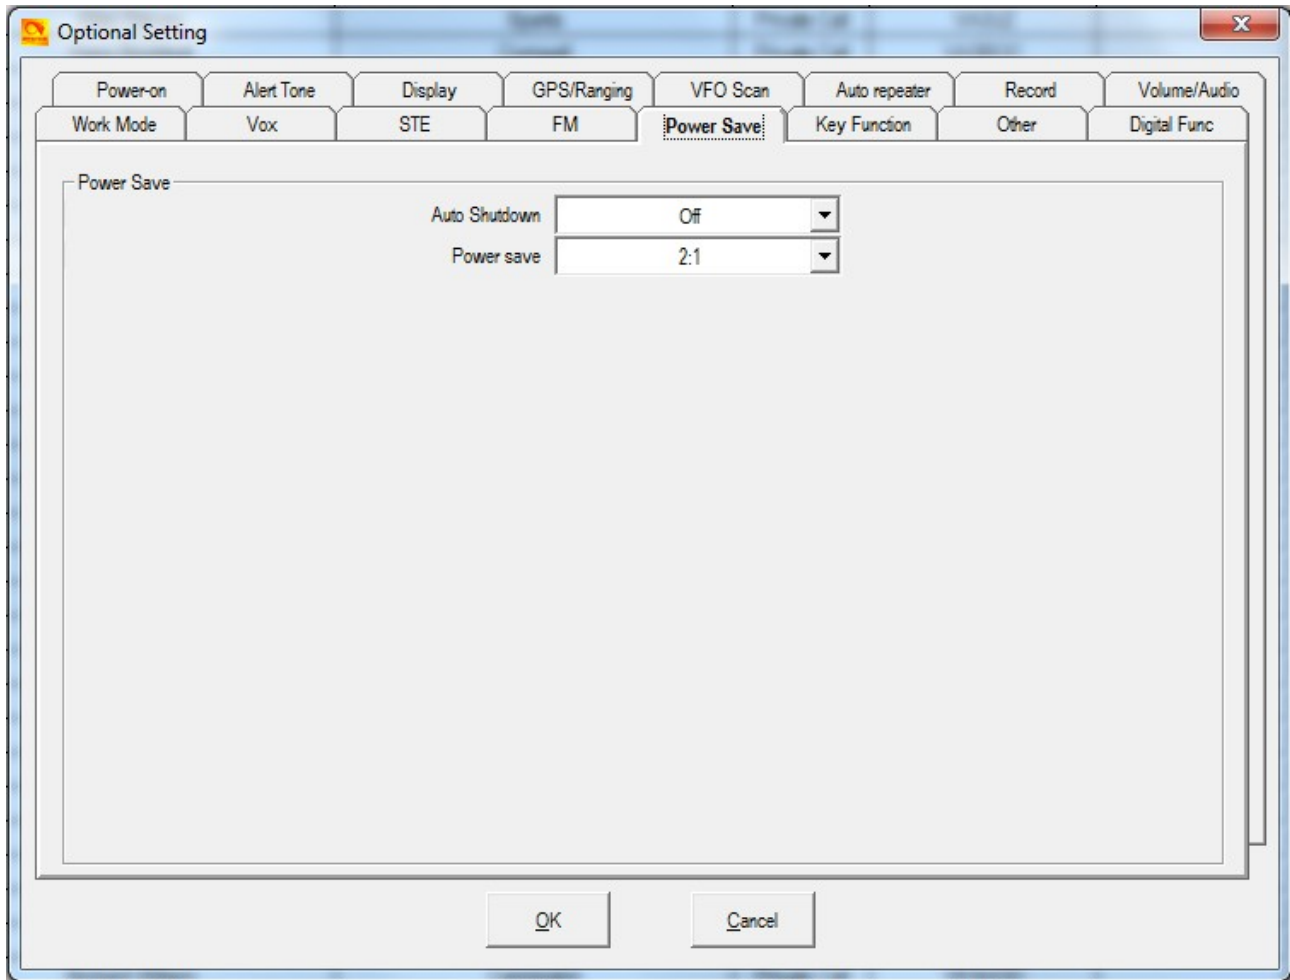 Optional Setting
Power-on Alert Tone Display GPS/Ranging VFO Scan Auto repeater Record Volume/Audio
Work Mode Vox STE FM Power Save Key Function Other Digital Func
Power Save
Auto Shutdown Off
Power save 2:1
OK Cancel